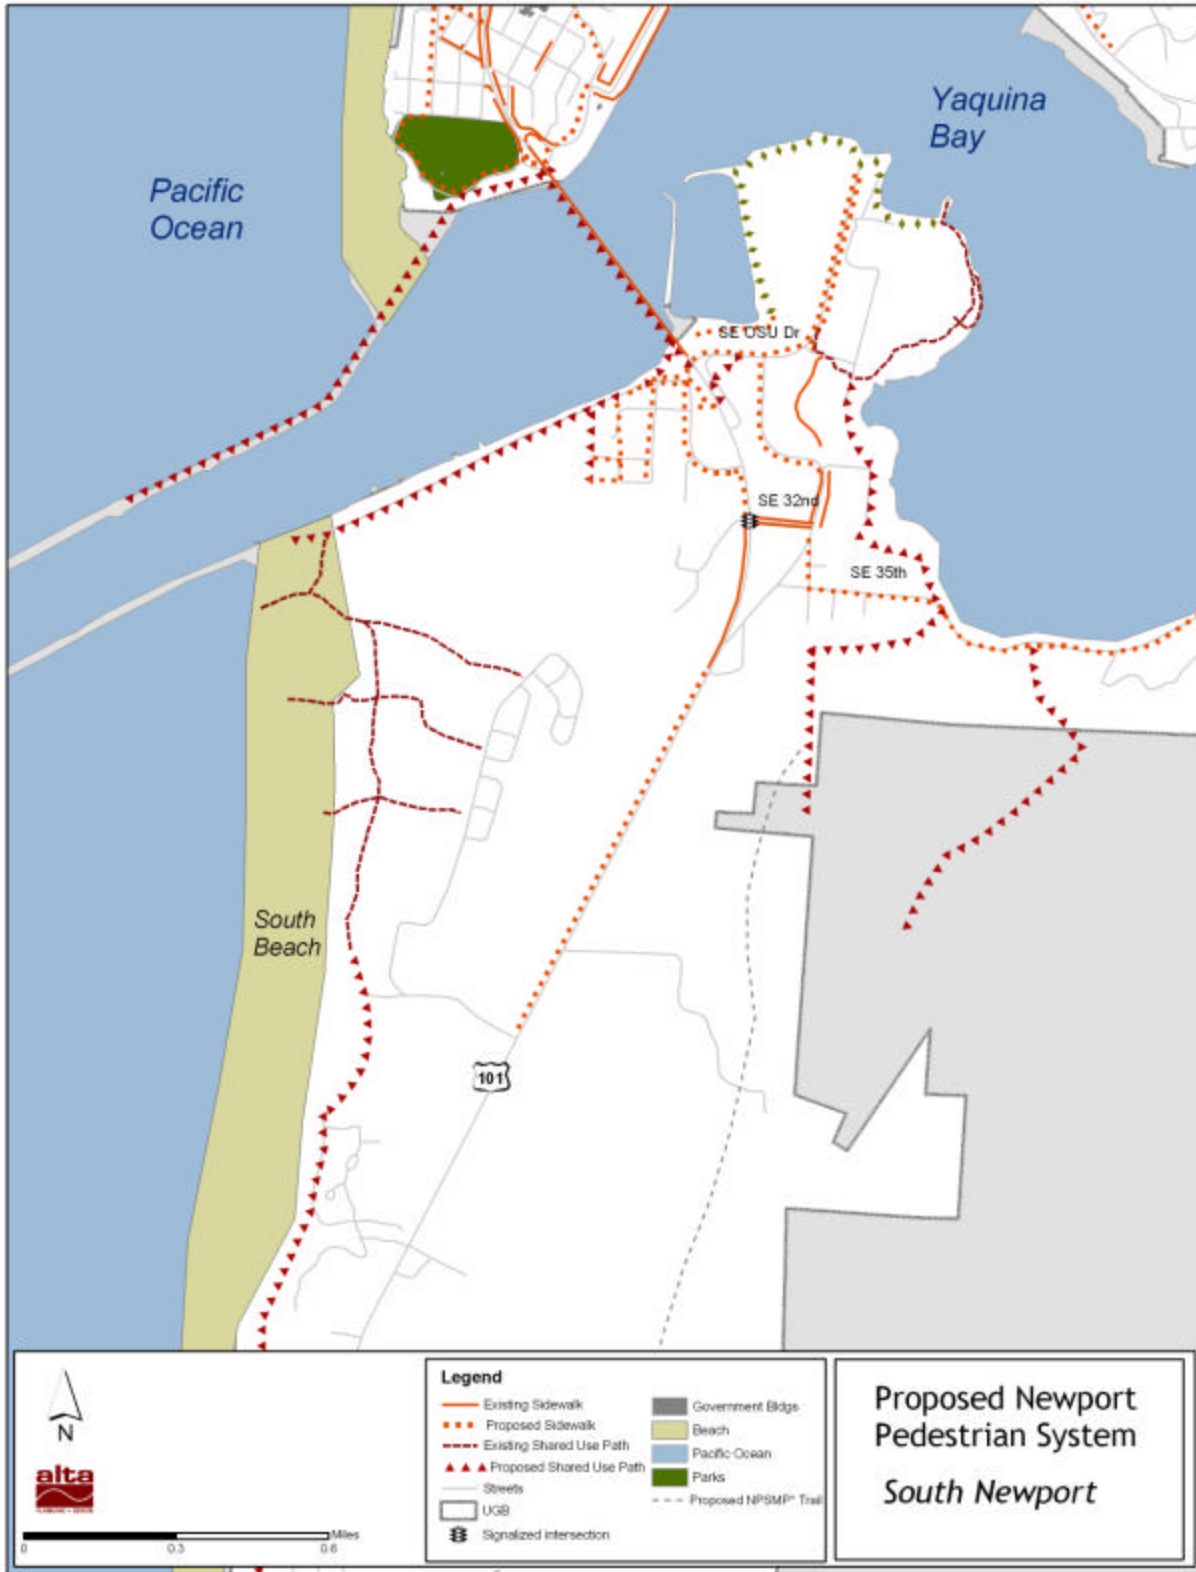 Yaquina
Bay
Pacific
Ocean
SE OSU Dr
SE 32nd
SE 35th
South
Beach
101
N
alta
PLANNING + DESIGN
Miles
0
0.3
0.6
Legend
Existing Sidewalk
Proposed Sidewalk
Existing Shared Use Path
Proposed Shared Use Path
Streets
UGB
Signalized intersection
Government Bldgs
Beach
Pacific Ocean
Parks
Proposed NPSMP* Trail
Proposed Newport
Pedestrian System
South Newport